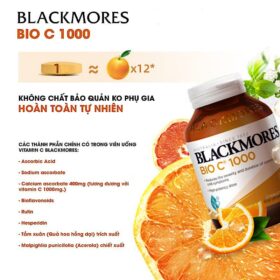 BLACKMORES
BIO C 1000
1
x12*
KHÔNG CHẤT BẢO QUẢN KO PHỤ GIA
HOÀN TOÀN TỰ NHIÊN
CÁC THÀNH PHẦN CHÍNH CÓ TRONG VIÊN UỐNG
VITAMIN C BLACKMORES:
- Ascorbic Acid
- Sodium ascorbate
- Calcium ascorbate 400mg (tương đương với
vitamin C 1000mg.)
- Bioflavonoids
- Rutin
- Hesperidin
- Tầm xuân (Quả hoa hồng dại) trích xuất
- Malpighia punicifolia (Acerola) chiết xuất
BLACKMORES
BIO C® 1000